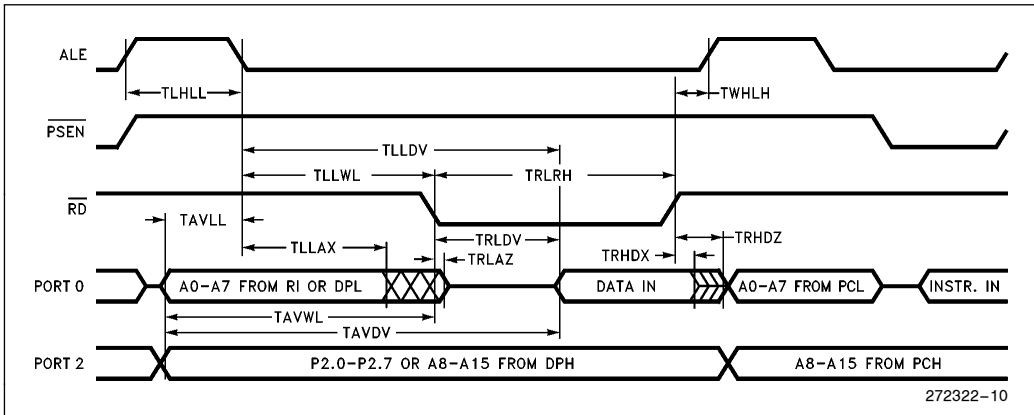 ALE
TLHLL
TWHLH
PSEN
TLLDV
TLLWL
TRLRH
RD
TAVLL
TRLDV
TRHDZ
TLLAX
TRLAZ
TRHDX
PORT 0
A0–A7 FROM RI OR DPL
DATA IN
A0–A7 FROM PCL
INSTR. IN
TAVWL
TAVDV
PORT 2
P2.0–P2.7 OR A8–A15 FROM DPH
A8–A15 FROM PCH
272322–10